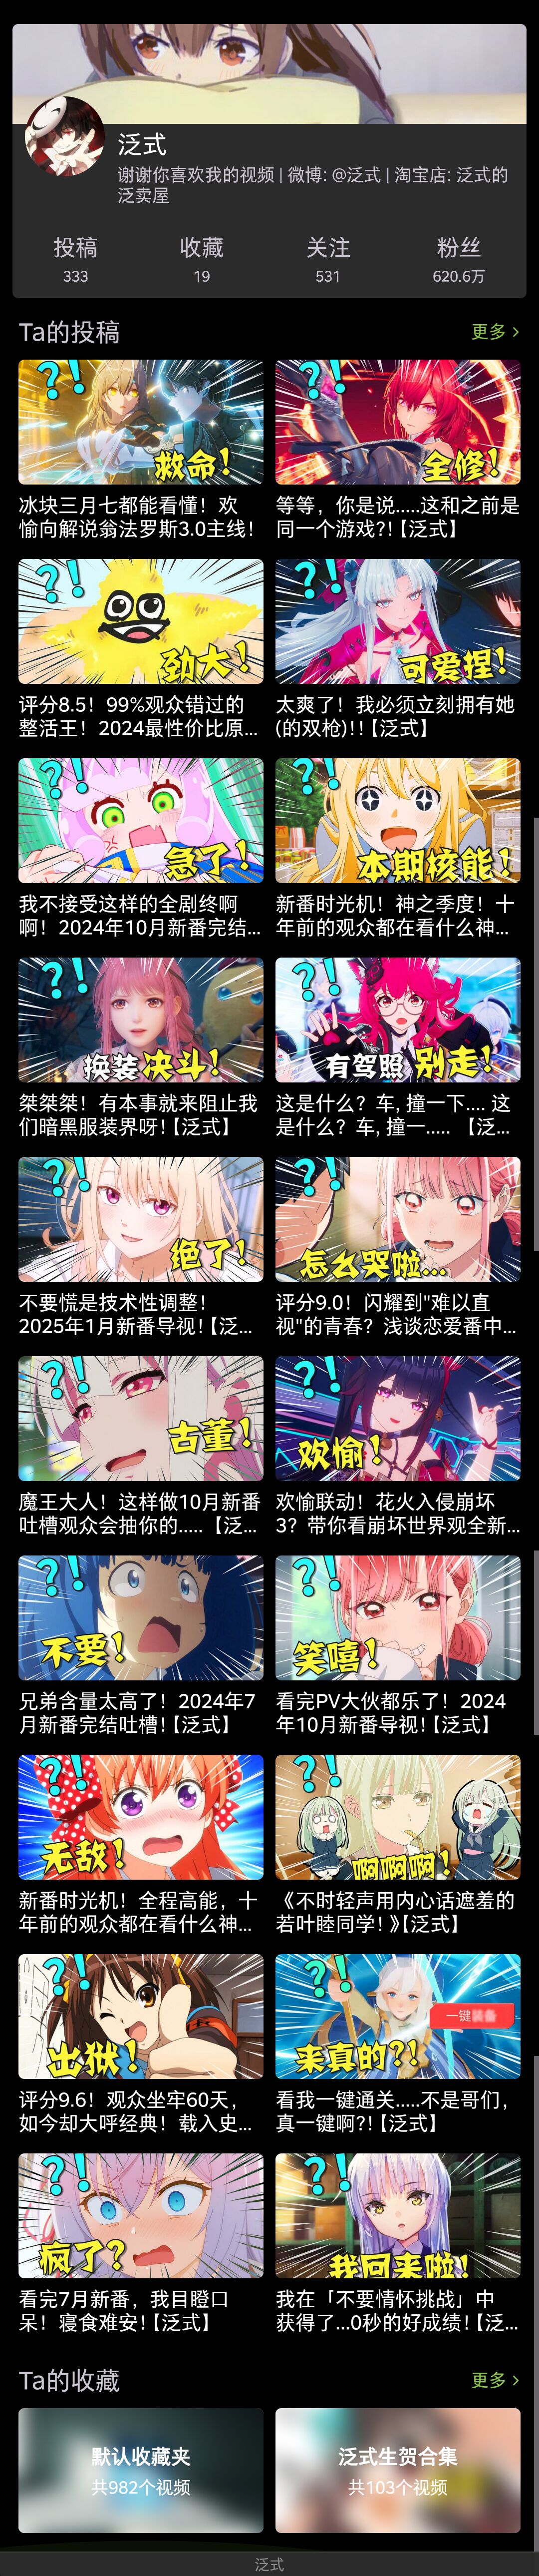 泛式
谢谢你喜欢我的视频 | 微博: @泛式 | 淘宝店: 泛式的
泛卖屋
投稿 收藏 关注 粉丝
333 19 531 620.6万
Ta的投稿 更多 >
?!
救命!
?!
全修!
冰块三月七都能看懂！欢
愉向解说翁法罗斯3.0主线!
等等，你是说.....这和之前是
同一个游戏?!【泛式】
?!
劲大!
?!
可爱捏!
评分8.5！99%观众错过的
整活王！2024最性价比原...
太爽了！我必须立刻拥有她
(的双枪)!!【泛式】
?!
急了!
?!
本期核能!
我不接受这样的全剧终啊
啊！2024年10月新番完结...
新番时光机！神之季度！十
年前的观众都在看什么神...
?!
换装决斗!
?!
有驾照 别走!
桀桀桀！有本事就来阻止我
们暗黑服装界呀!【泛式】
这是什么？车, 撞一下.... 这
是什么？车, 撞一..... 【泛...
?!
绝了!
?!
怎么哭啦...
不要慌是技术性调整！
2025年1月新番导视!【泛...
评分9.0！闪耀到"难以直
视"的青春？浅谈恋爱番中...
?!
古董!
?!
欢愉!
魔王大人！这样做10月新番
吐槽观众会抽你的..... 【泛...
欢愉联动！花火入侵崩坏
3？带你看崩坏世界观全新...
?!
不要!
?!
笑嘻!
兄弟含量太高了！2024年7
月新番完结吐槽!【泛式】
看完PV大伙都乐了！2024
年10月新番导视!【泛式】
?!
无敌!
?!
啊啊啊!
新番时光机！全程高能，十
年前的观众都在看什么神...
《不时轻声用内心话遮羞的
若叶睦同学! 》【泛式】
?!
出狱!
?!
一键装备
来真的?!
评分9.6！观众坐牢60天，
如今却大呼经典！载入史...
看我一键通关.....不是哥们，
真一键啊?!【泛式】
?!
疯了?
?!
我回来啦!
看完7月新番，我目瞪口
呆！寝食难安!【泛式】
我在「不要情怀挑战」中
获得了...0秒的好成绩!【泛...
Ta的收藏 更多 >
默认收藏夹
共982个视频
泛式生贺合集
共103个视频
泛式